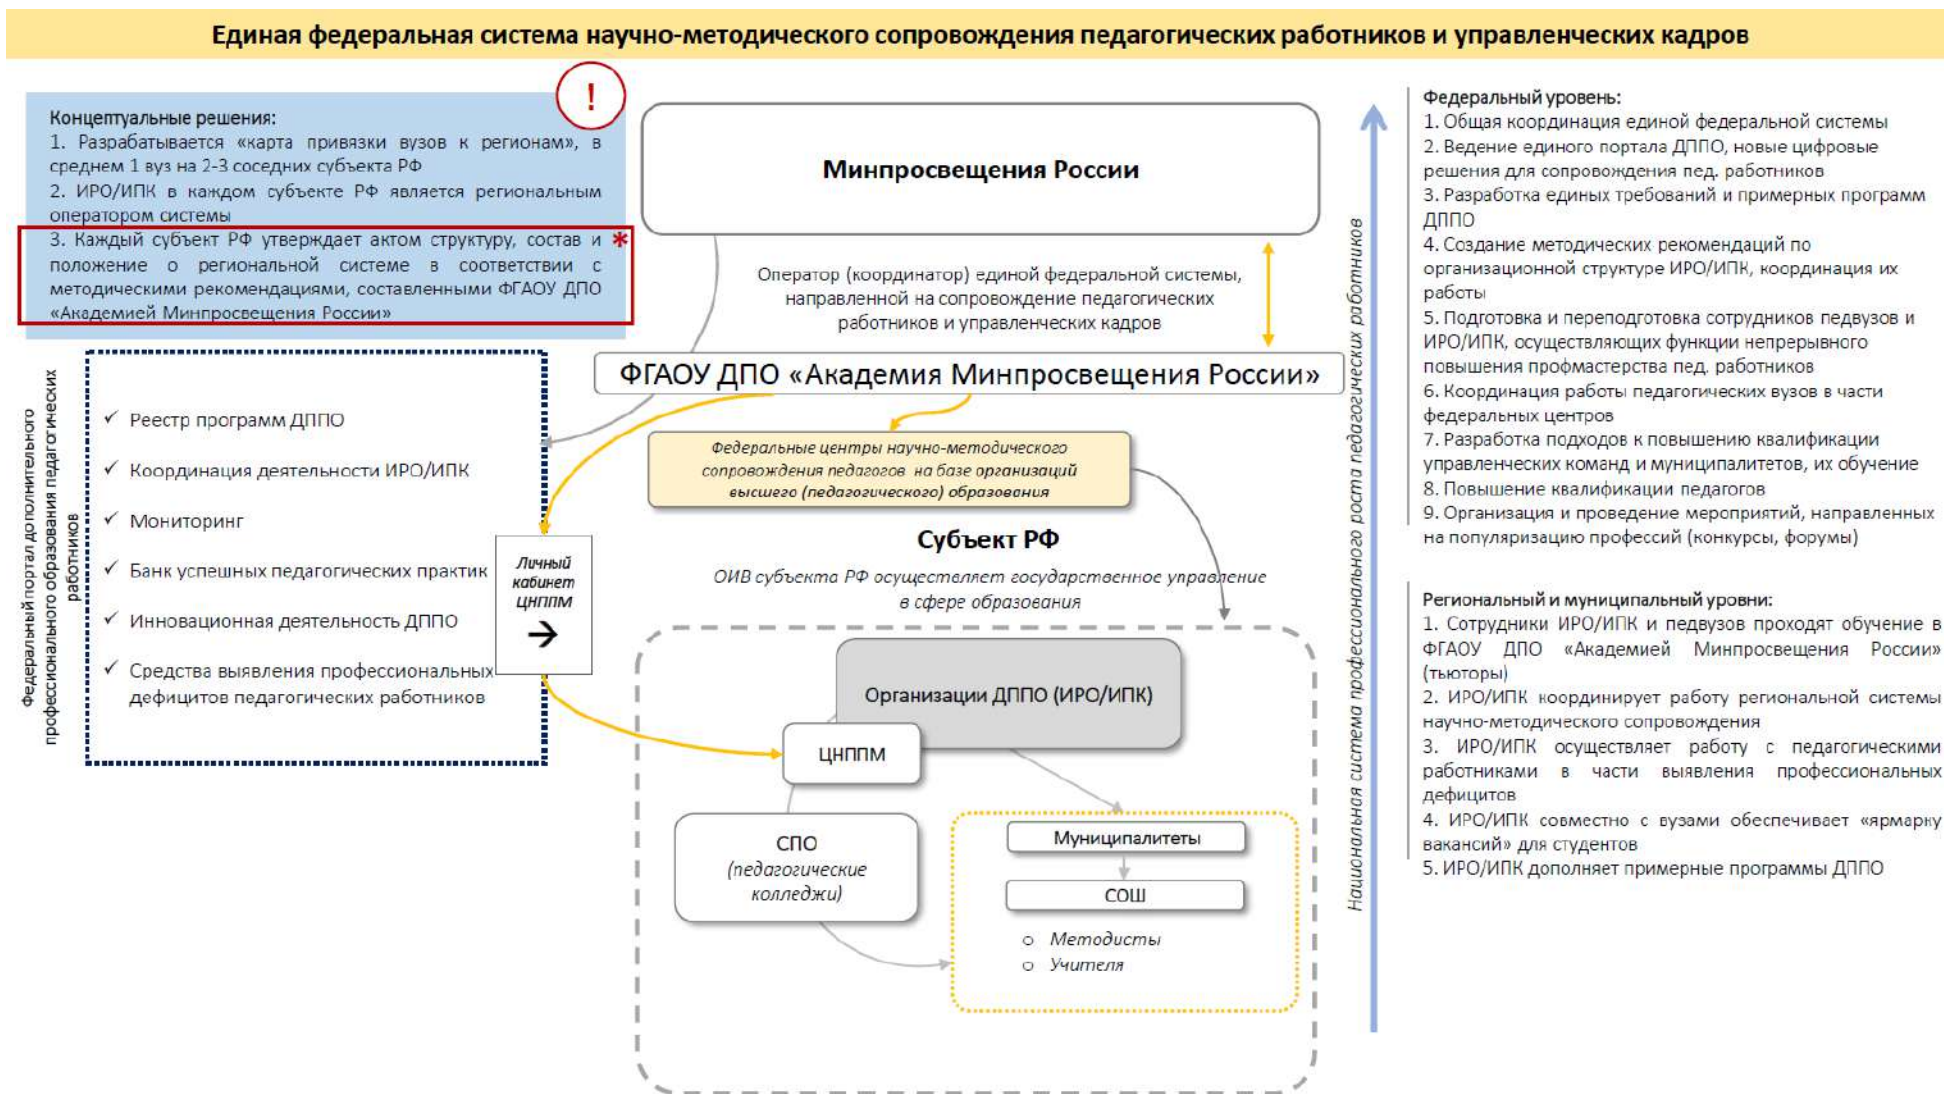 Единая федеральная система научно-методического сопровождения педагогических работников и управленческих кадров
!
Концептуальные решения:
1. Разрабатывается «карта привязки вузов к регионам», в
среднем 1 вуз на 2-3 соседних субъекта РФ
2. ИРО/ИПК в каждом субъекте РФ является региональным
оператором системы
3. Каждый субъект РФ утверждает актом структуру, состав и *
положение о региональной системе в соответствии с
методическими рекомендациями, составленными ФГАОУ ДПО
«Академией Минпросвещения России»
Федеральный портал дополнительного
профессионального образования педагогических
работников
✓ Реестр программ ДППО
✓ Координация деятельности ИРО/ИПК
✓ Мониторинг
✓ Банк успешных педагогических практик
✓ Инновационная деятельность ДППО
✓ Средства выявления профессиональных
дефицитов педагогических работников
Личный
кабинет
ЦНППМ
→
Минпросвещения России
Оператор (координатор) единой федеральной системы,
направленной на сопровождение педагогических
работников и управленческих кадров
ФГАОУ ДПО «Академия Минпросвещения России»
Федеральные центры научно-методического
сопровождения педагогов на базе организаций
высшего (педагогического) образования
Субъект РФ
ОИВ субъекта РФ осуществляет государственное управление
в сфере образования
Организации ДППО (ИРО/ИПК)
ЦНППМ
СПО
(педагогические
колледжи)
Муниципалитеты
СОШ
o Методисты
o Учителя
Национальная система профессионального роста педагогических работников
Федеральный уровень:
1. Общая координация единой федеральной системы
2. Ведение единого портала ДППО, новые цифровые
решения для сопровождения пед. работников
3. Разработка единых требований и примерных программ
ДППО
4. Создание методических рекомендаций по
организационной структуре ИРО/ИПК, координация их
работы
5. Подготовка и переподготовка сотрудников педвузов и
ИРО/ИПК, осуществляющих функции непрерывного
повышения профмастерства пед. работников
6. Координация работы педагогических вузов в части
федеральных центров
7. Разработка подходов к повышению квалификации
управленческих команд и муниципалитетов, их обучение
8. Повышение квалификации педагогов
9. Организация и проведение мероприятий, направленных
на популяризацию профессий (конкурсы, форумы)
Региональный и муниципальный уровни:
1. Сотрудники ИРО/ИПК и педвузов проходят обучение в
ФГАОУ ДПО «Академией Минпросвещения России»
(тьюторы)
2. ИРО/ИПК координирует работу региональной системы
научно-методического сопровождения
3. ИРО/ИПК осуществляет работу с педагогическими
работниками в части выявления профессиональных
дефицитов
4. ИРО/ИПК совместно с вузами обеспечивает «ярмарку
вакансий» для студентов
5. ИРО/ИПК дополняет примерные программы ДППО